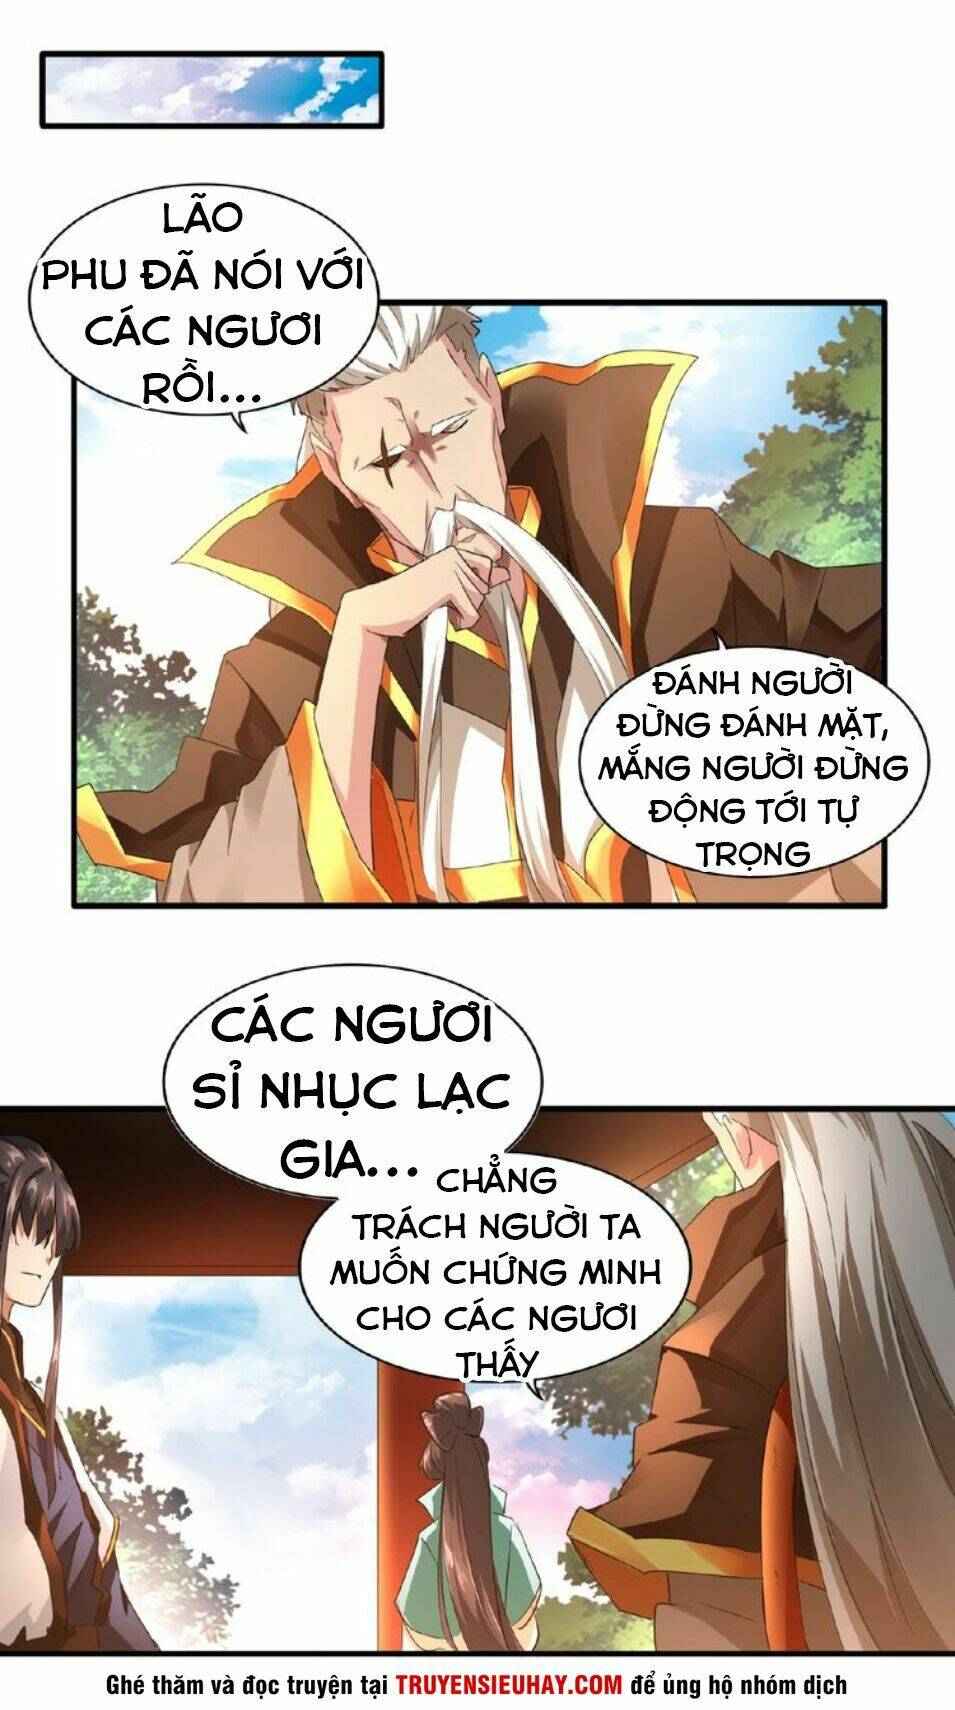 LÃO
PHU ĐÃ NÓI VỚI
CÁC NGƯƠI
RỒI...
ĐÁNH NGƯỜI
ĐỪNG ĐÁNH MẶT,
MẮNG NGƯỜI ĐỪNG
ĐỘNG TỚI TỰ
TRỌNG
CÁC NGƯƠI
SỈ NHỤC LẠC
GIA...
CHẲNG
TRÁCH NGƯỜI TA
MUỐN CHỨNG MINH
CHO CÁC NGƯƠI
THẤY
Ghé thăm và đọc truyện tại TRUYENSIEUHAY.COM để ủng hộ nhóm dịch